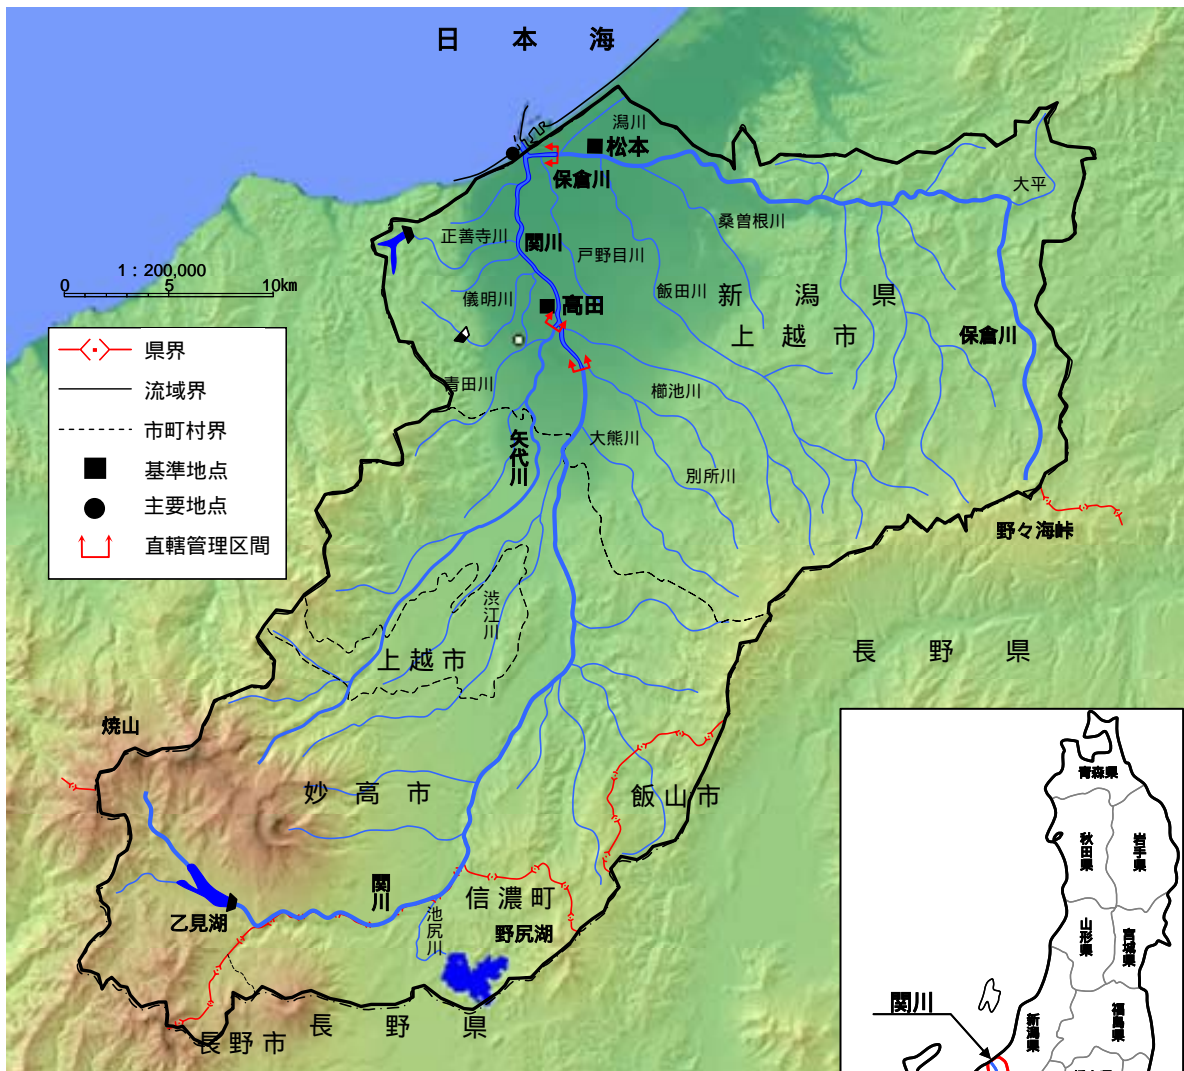 日本海
潟川
松本
保倉川
大平
桑曽根川
正善寺川
関川
戸野目川
1：200,000
0 5 10km
儀明川
高田
飯田川
新潟県
上越市
保倉川
県界
流域界
市町村界
基準地点
主要地点
直轄管理区間
青田川
櫛池川
矢代川
大熊川
別所川
野々海峠
渋江川
上越市
長野県
焼山
妙高市
飯山市
関川
信濃町
乙見湖
池尻川
野尻湖
長野県
長野市
青森県
秋田県
岩手県
山形県
宮城県
関川
新潟県
福島県